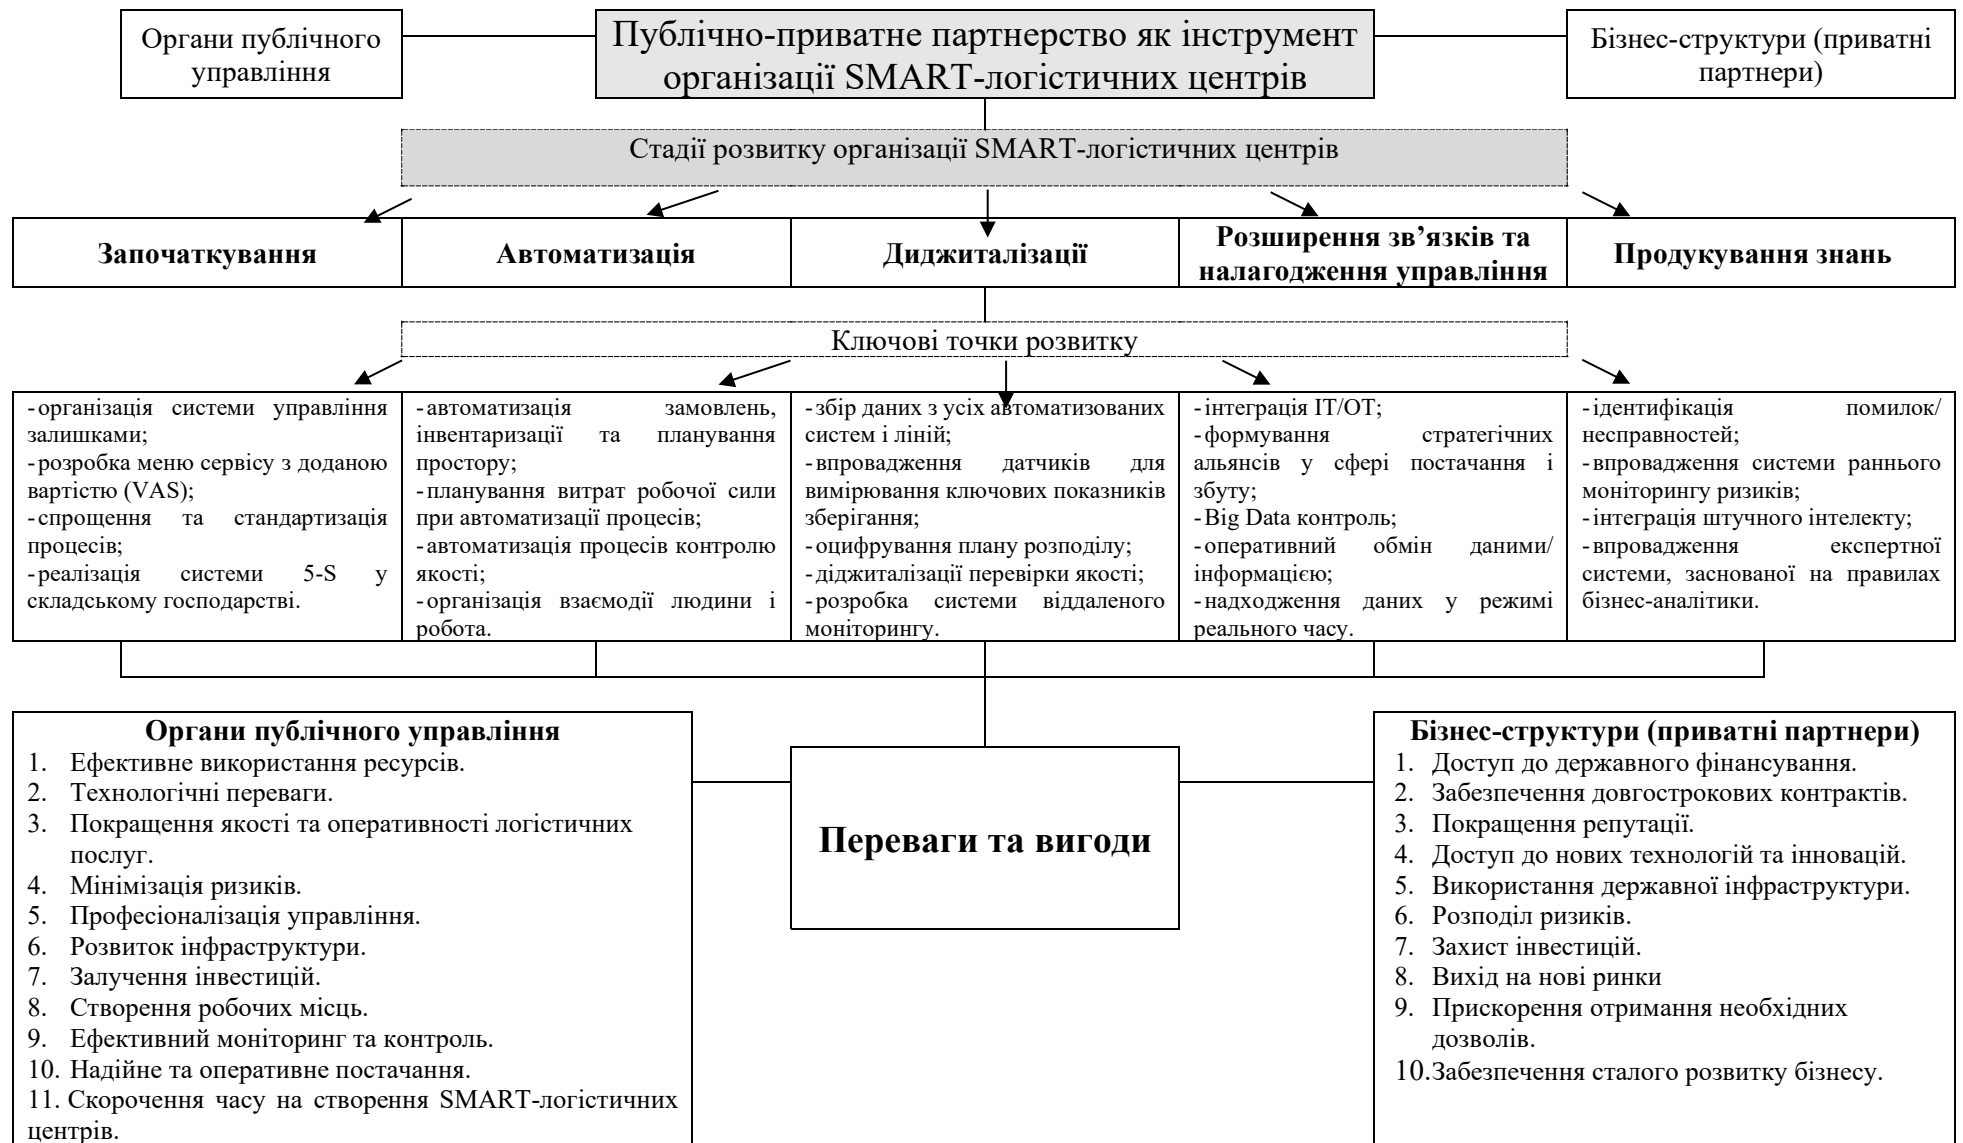 Органи публічного
управління
Публічно-приватне партнерство як інструмент
організації SMART-логістичних центрів
Бізнес-структури (приватні
партнери)
Стадії розвитку організації SMART-логістичних центрів
Започаткування
Автоматизація
Диджиталізації
Розширення зв’язків та
налагодження управління
Продукування знань
Ключові точки розвитку
-організація системи управління
залишками;
-розробка меню сервісу з доданою
вартістю (VAS);
-спрощення та стандартизація
процесів;
-реалізація системи 5-S у
складському господарстві.
-автоматизація замовлень,
інвентаризації та планування
простору;
-планування витрат робочої сили
при автоматизації процесів;
-автоматизація процесів контролю
якості;
-організація взаємодії людини і
робота.
-збір даних з усіх автоматизованих
систем і ліній;
-впровадження датчиків для
вимірювання ключових показників
зберігання;
-оцифрування плану розподілу;
-діджиталізації перевірки якості;
-розробка системи віддаленого
моніторингу.
-інтеграція IT/OT;
-формування стратегічних
альянсів у сфері постачання і
збуту;
-Big Data контроль;
-оперативний обмін даними/
інформацією;
-надходження даних у режимі
реального часу.
-ідентифікація помилок/
несправностей;
-впровадження системи раннього
моніторингу ризиків;
-інтеграція штучного інтелекту;
-впровадження експертної
системи, заснованої на правилах
бізнес-аналітики.
Органи публічного управління
1. Ефективне використання ресурсів.
2. Технологічні переваги.
3. Покращення якості та оперативності логістичних
послуг.
4. Мінімізація ризиків.
5. Професіоналізація управління.
6. Розвиток інфраструктури.
7. Залучення інвестицій.
8. Створення робочих місць.
9. Ефективний моніторинг та контроль.
10. Надійне та оперативне постачання.
11. Скорочення часу на створення SMART-логістичних
центрів.
Переваги та вигоди
Бізнес-структури (приватні партнери)
1. Доступ до державного фінансування.
2. Забезпечення довгострокових контрактів.
3. Покращення репутації.
4. Доступ до нових технологій та інновацій.
5. Використання державної інфраструктури.
6. Розподіл ризиків.
7. Захист інвестицій.
8. Вихід на нові ринки
9. Прискорення отримання необхідних
дозволів.
10.Забезпечення сталого розвитку бізнесу.